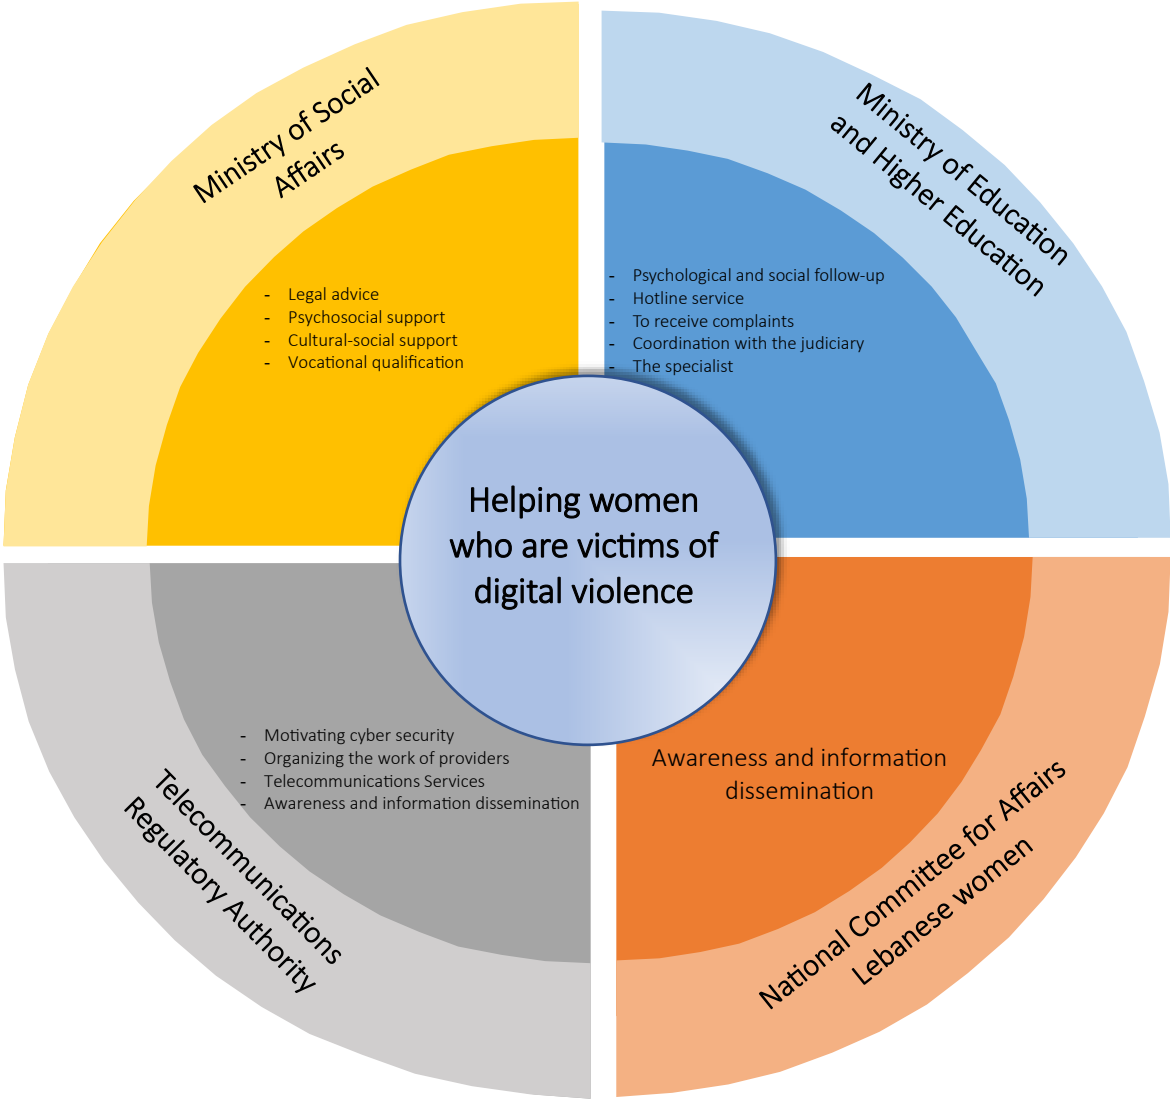 Ministry of Social
Affairs
- Legal advice
- Psychosocial support
- Cultural-social support
- Vocational qualification
Ministry of Education
and Higher Education
- Psychological and social follow-up
- Hotline service
- To receive complaints
- Coordination with the judiciary
- The specialist
Helping women
who are victims of
digital violence
- Motivating cyber security
- Organizing the work of providers
- Telecommunications Services
- Awareness and information dissemination
Telecommunications
Regulatory Authority
Awareness and information
dissemination
National Committee for Affairs
Lebanese women